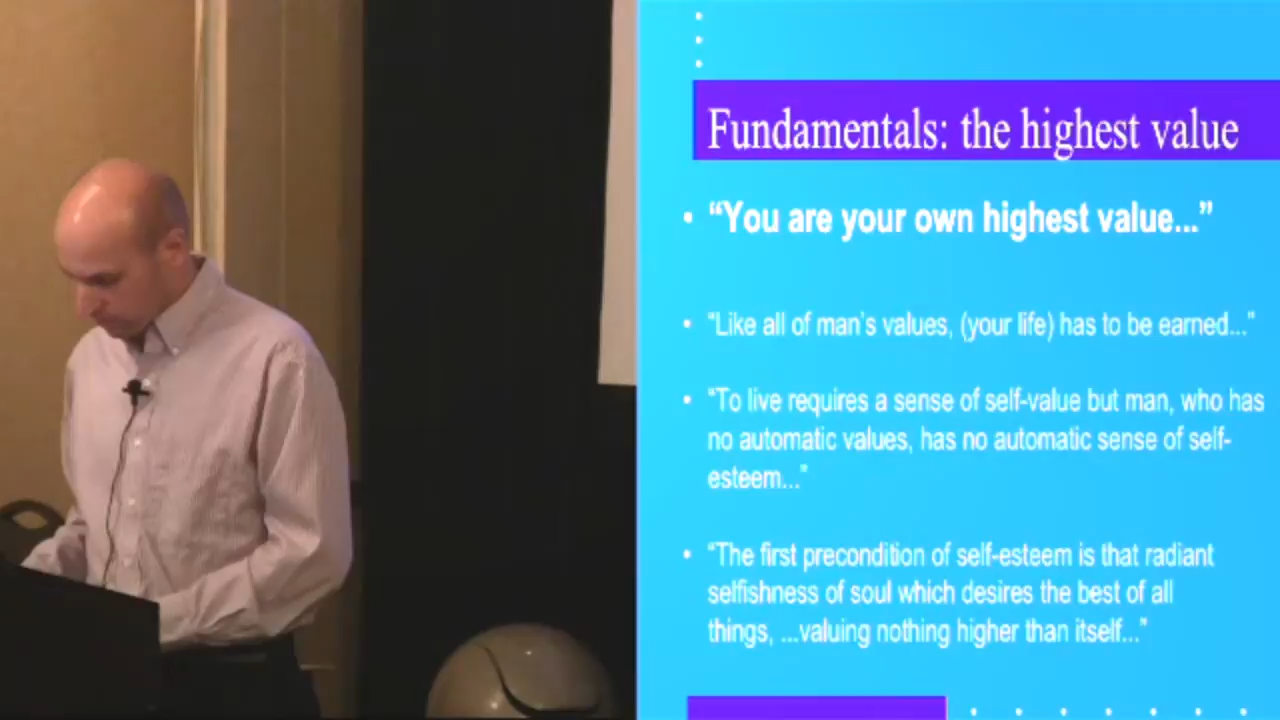 Fundamentals: the highest value
• “You are your own highest value...”
• “Like all of man’s values, (your life) has to be earned...”
• “To live requires a sense of self-value but man, who has
no automatic values, has no automatic sense of self-
esteem...”
• “The first precondition of self-esteem is that radiant
selfishness of soul which desires the best of all
things, ...valuing nothing higher than itself...”